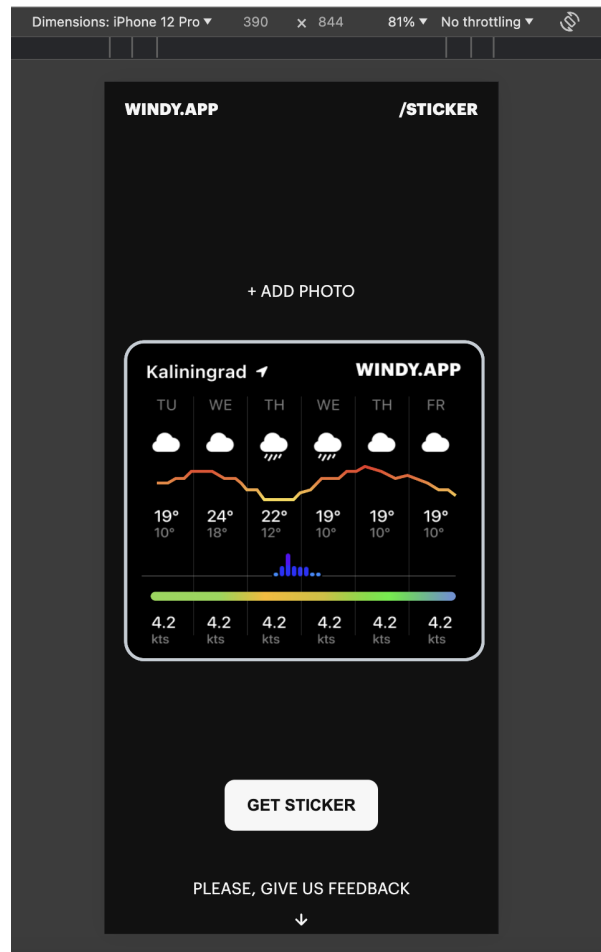 Dimensions: iPhone 12 Pro ▼ 390 × 844 81% ▼ No throttling ▼
WINDY.APP /STICKER
+ ADD PHOTO
Kaliningrad WINDY.APP
TU WE TH WE TH FR
19° 24° 22° 19° 19° 19°
10° 18° 12° 10° 10° 10°
4.2 4.2 4.2 4.2 4.2 4.2
kts kts kts kts kts kts
GET STICKER
PLEASE, GIVE US FEEDBACK
↓